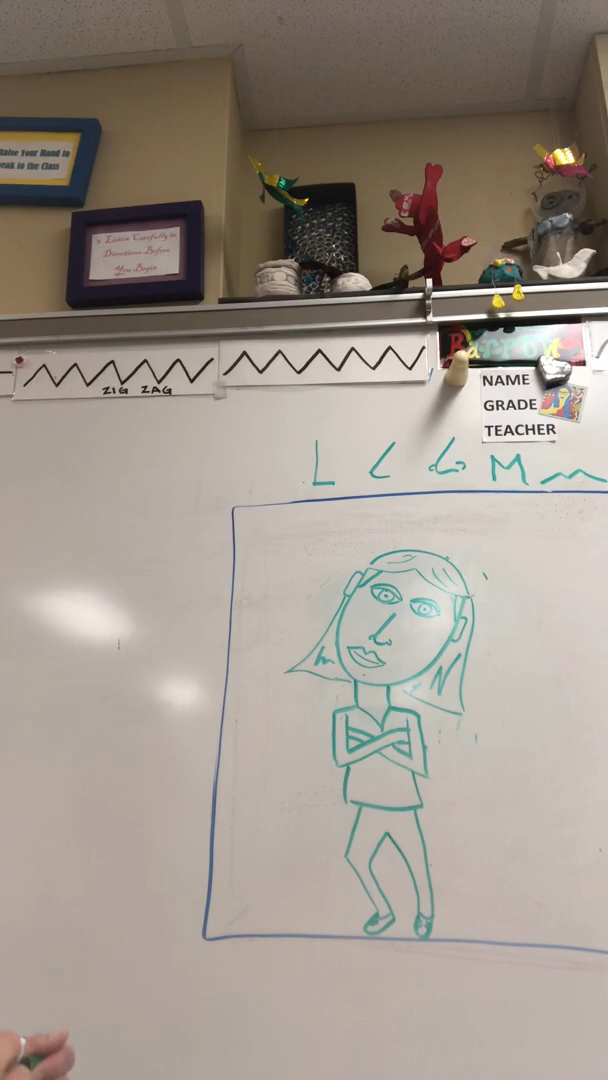 Raise Your Hand to
Speak to the Class
Listen Carefully to
Directions Before
You Begin
ZIG ZAG
NAME
GRADE
TEACHER
L
M